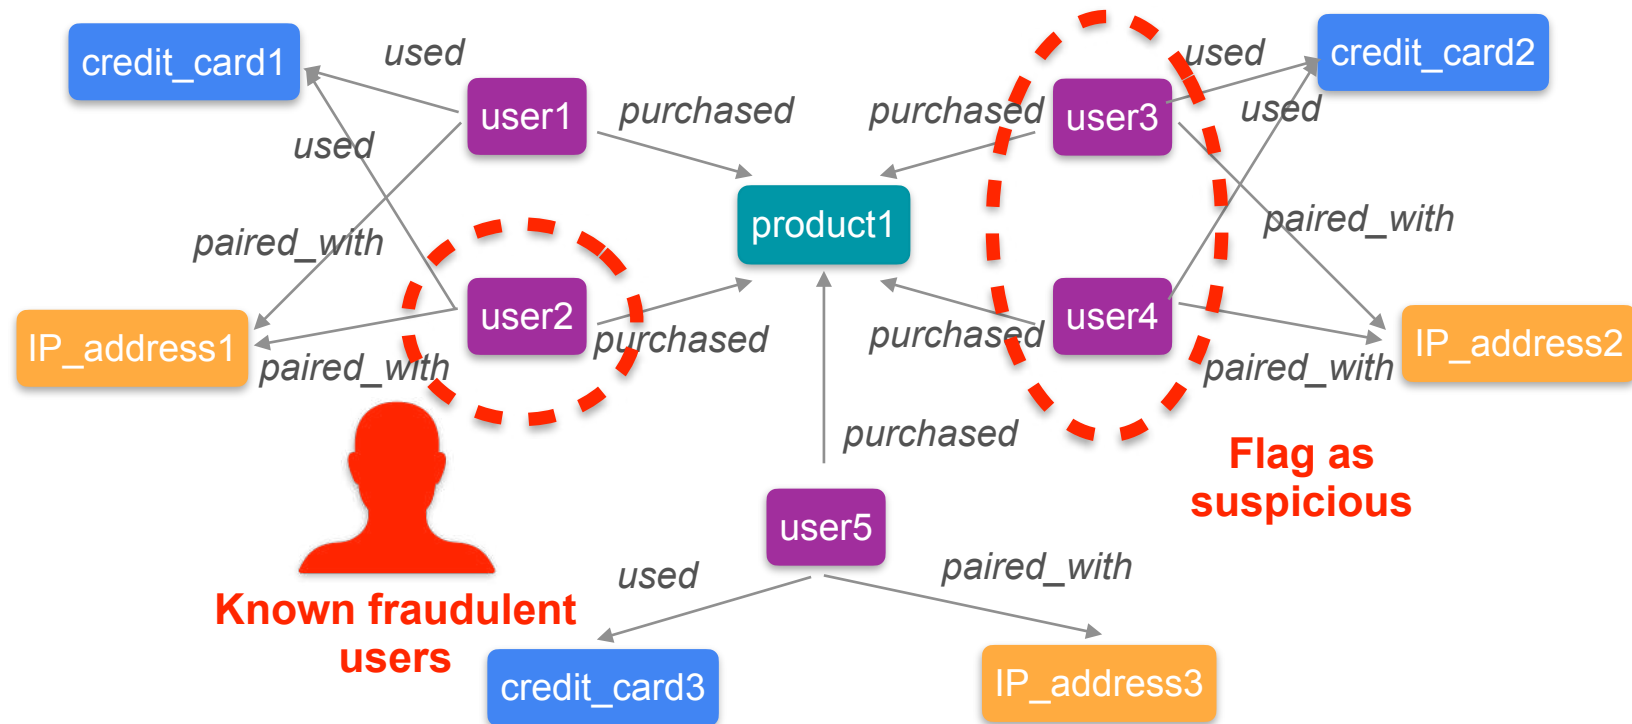 credit_card1
used
user1
purchased
purchased
user3
used
credit_card2
used
used
product1
paired_with
paired_with
IP_address1
user2
purchased
paired_with
purchased
user4
paired_with
IP_address2
purchased
Flag as
suspicious
user5
used
paired_with
Known fraudulent
users
credit_card3
IP_address3